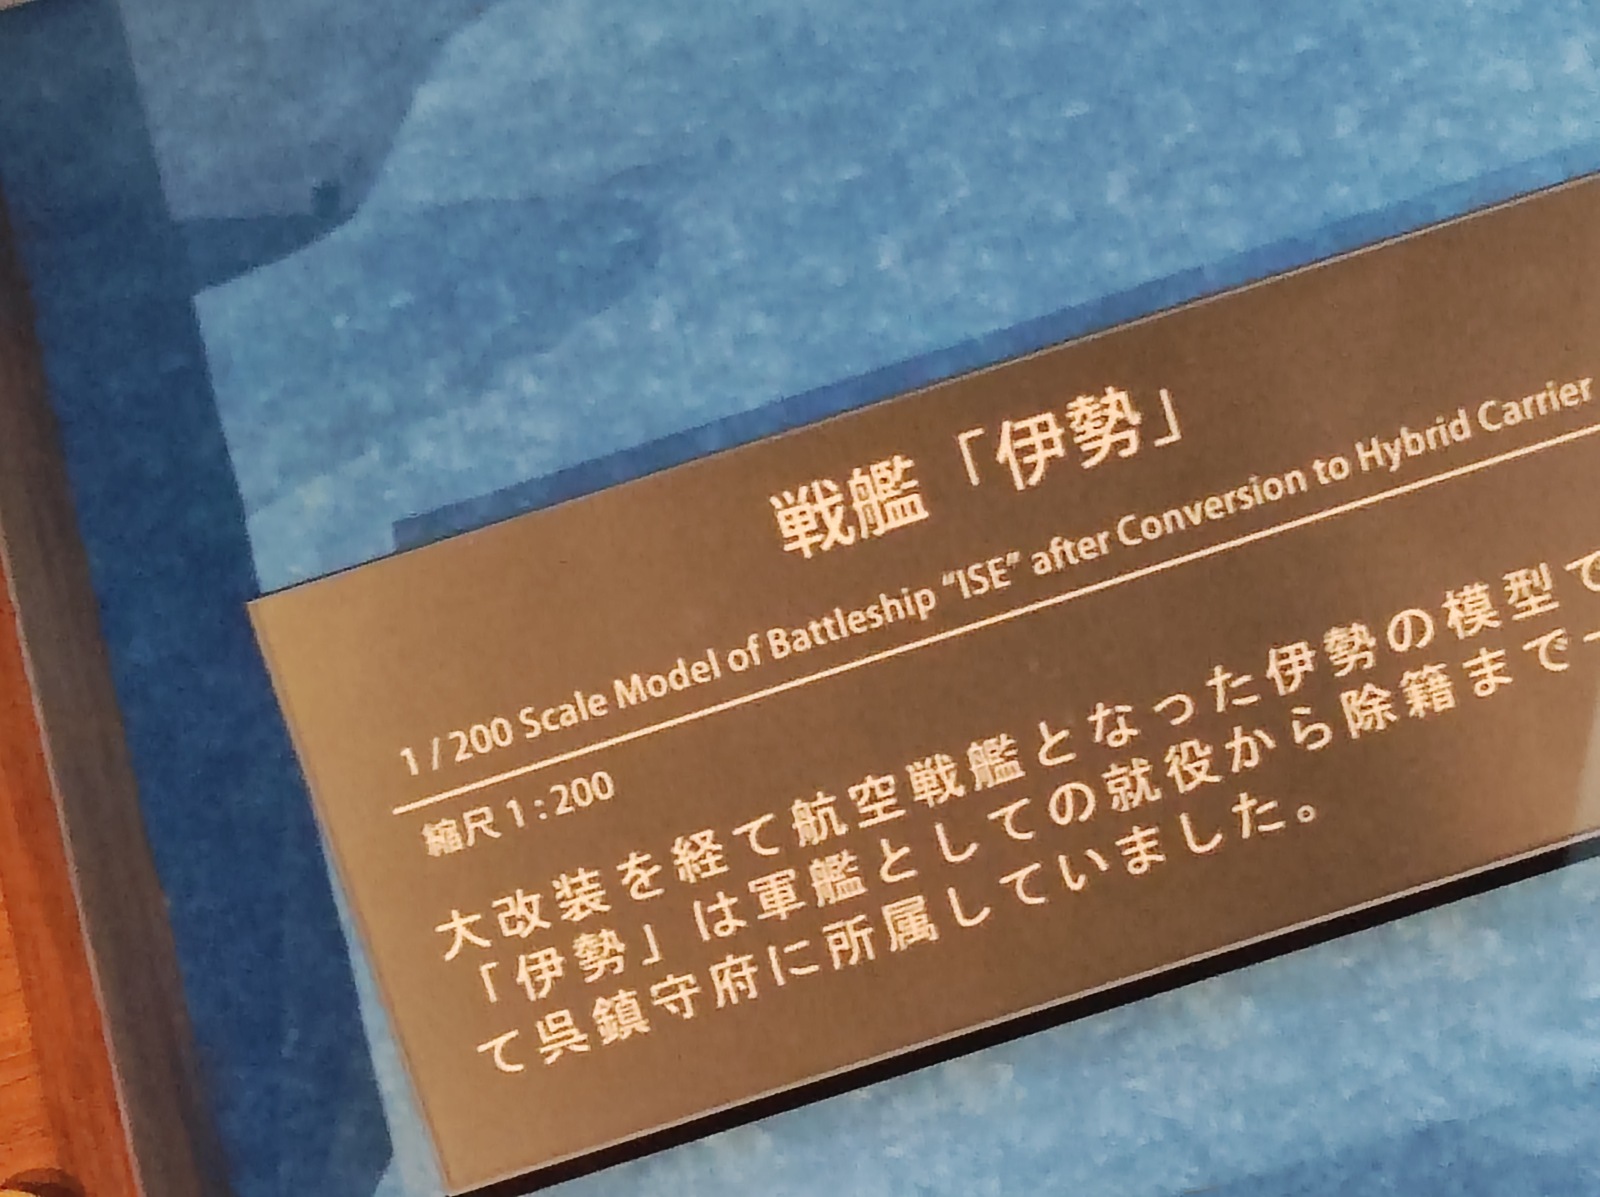 戦艦「伊勢」
1/200 Scale Model of Battleship "ISE" after Conversion to Hybrid Carrier
縮尺1:200
大改装を経て航空戦艦となった伊勢の模型で
「伊勢」は軍艦としての就役から除籍まで
て呉鎮守府に所属していました。